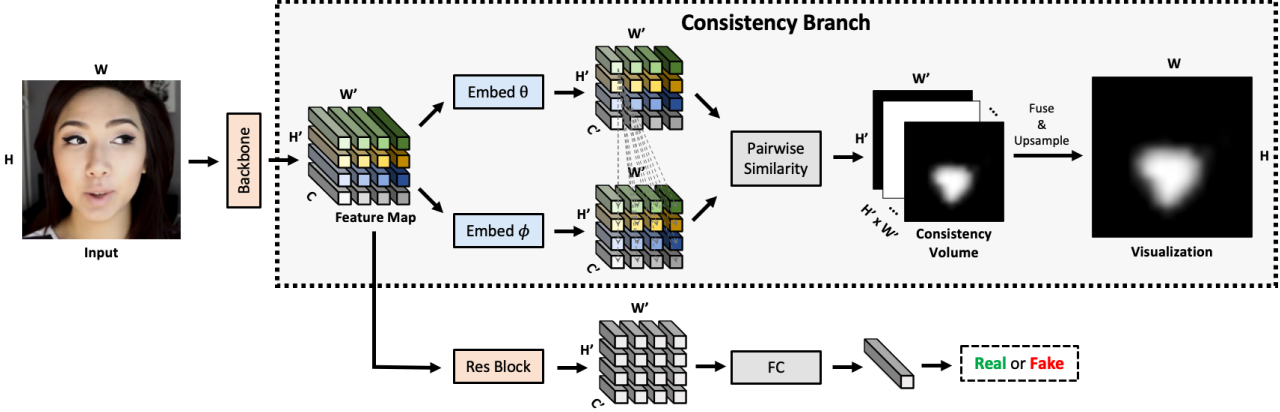 Consistency Branch
W
H
Input
Backbone
W'
H'
C
Feature Map
Embed θ
Embed ϕ
W'
H'
C'
W'
H'
C'
Pairwise
Similarity
W'
H'
...
...
H' x W'
Consistency
Volume
Fuse
&
Upsample
W
H
Visualization
Res Block
W'
H'
C'
FC
Real or Fake